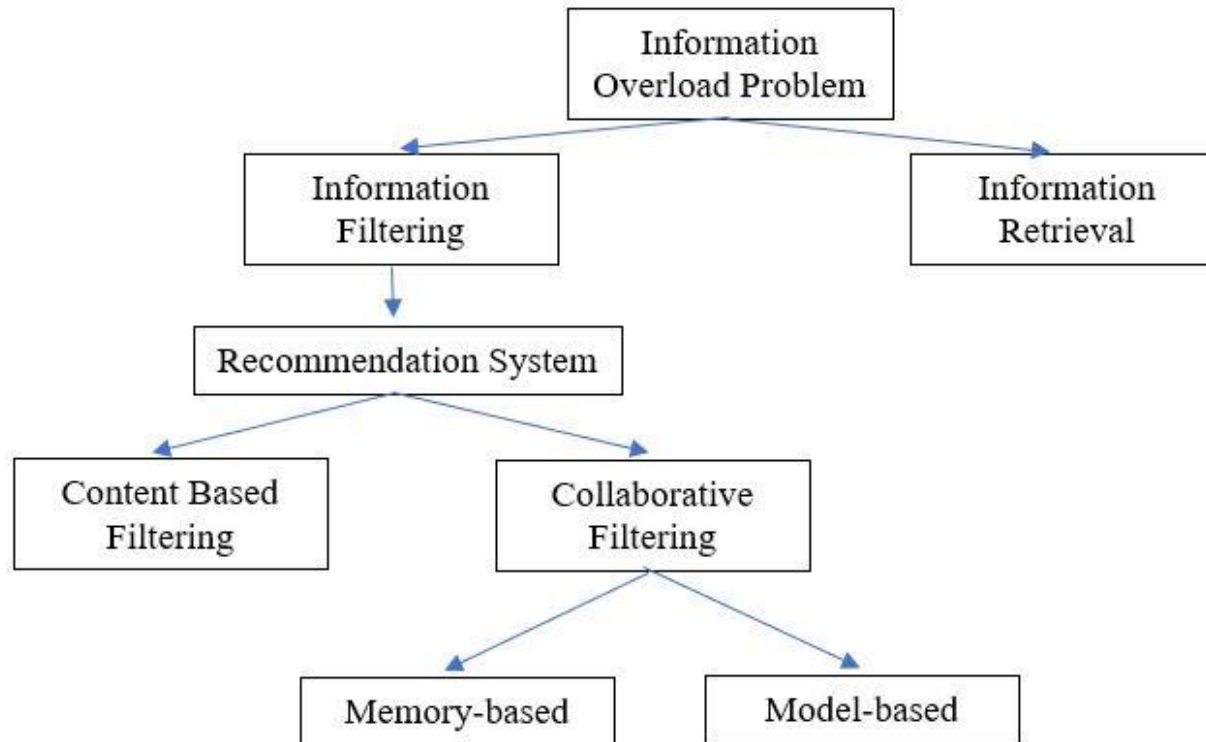 Information
Overload Problem
Information
Filtering
Information
Retrieval
Recommendation System
Content Based
Filtering
Collaborative
Filtering
Memory-based
Model-based